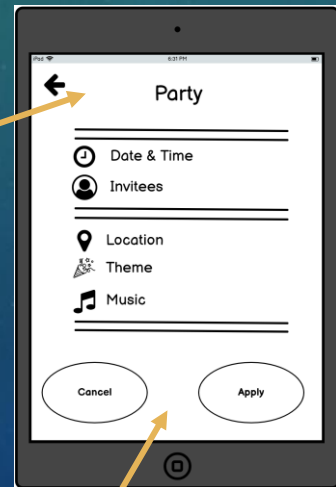 iPad 6:31 PM
Party
Date & Time
Invitees
Location
Theme
Music
Cancel Apply